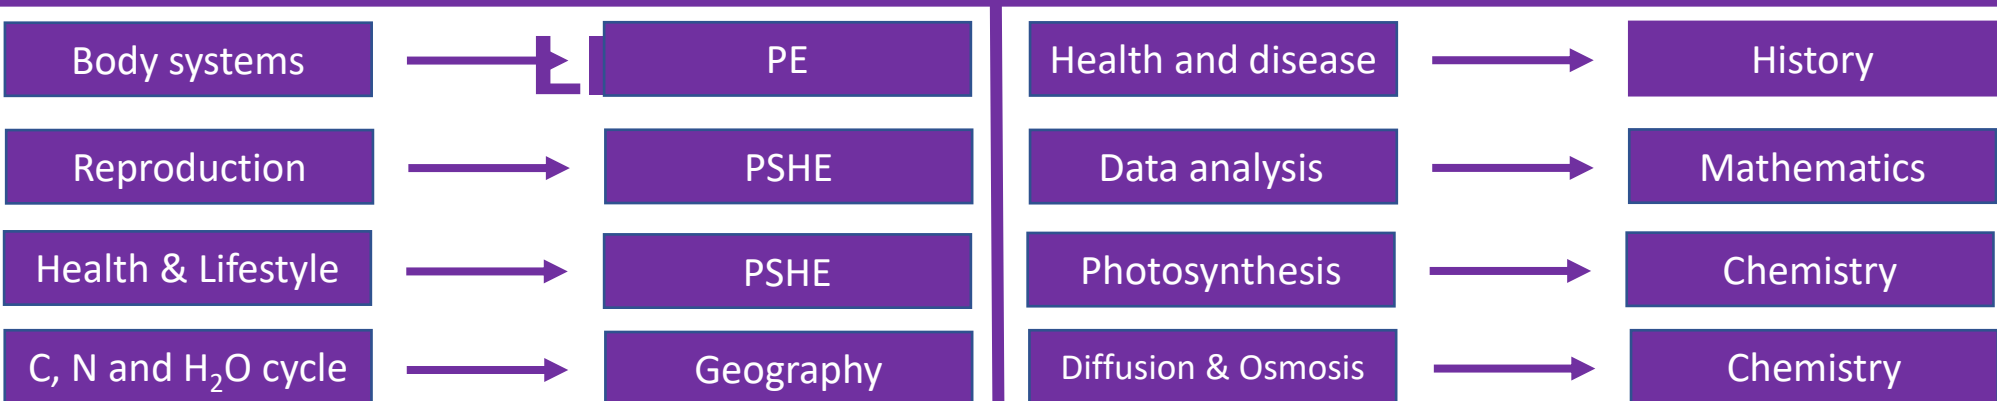 Body systems
PE
Reproduction
PSHE
Health & Lifestyle
PSHE
C, N and H₂O cycle
Geography
Health and disease
History
Data analysis
Mathematics
Photosynthesis
Chemistry
Diffusion & Osmosis
Chemistry